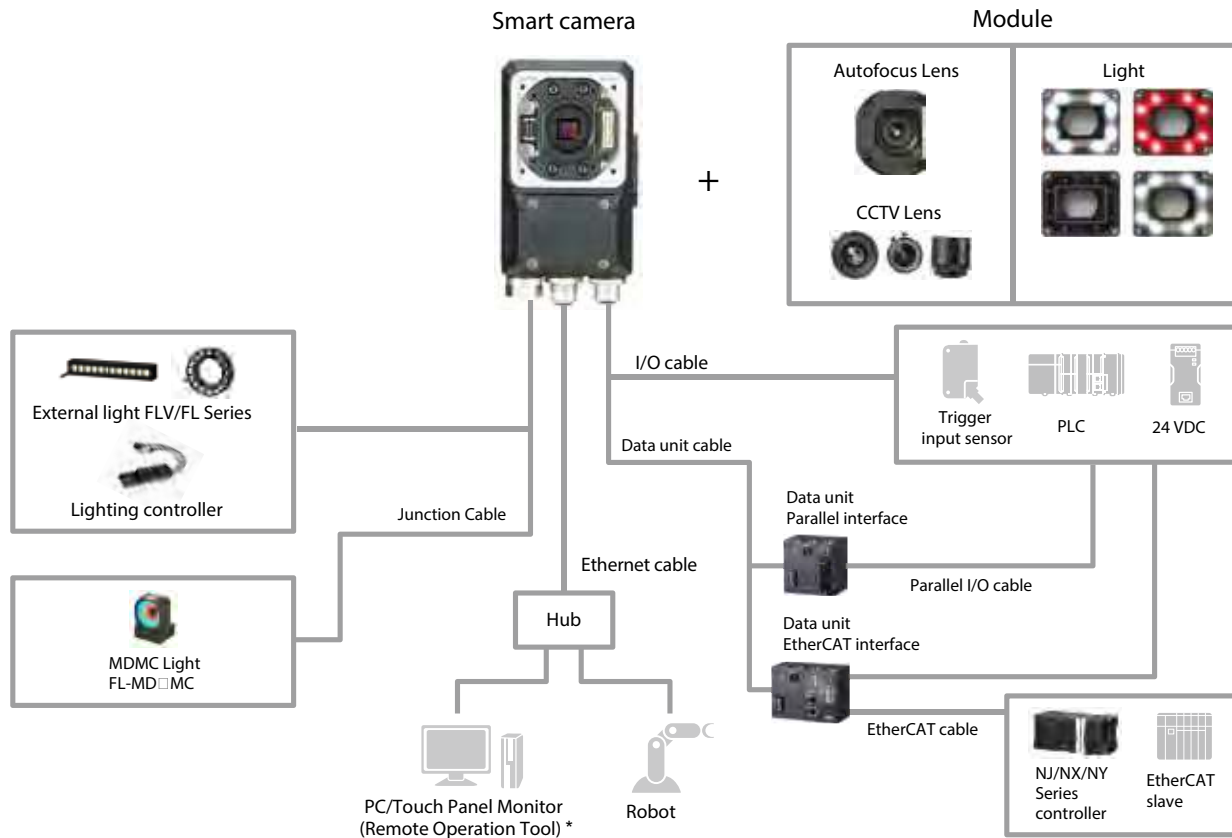 Smart camera
Module
Autofocus Lens
Light
+
CCTV Lens
External light FLV/FL Series
Lighting controller
I/O cable
Trigger
input sensor
PLC
24 VDC
Data unit cable
Data unit
Parallel interface
Junction Cable
Ethernet cable
Parallel I/O cable
Hub
MDMC Light
FL-MD□MC
Data unit
EtherCAT interface
EtherCAT cable
PC/Touch Panel Monitor
(Remote Operation Tool) *
Robot
NJ/NX/NY
Series
controller
EtherCAT
slave